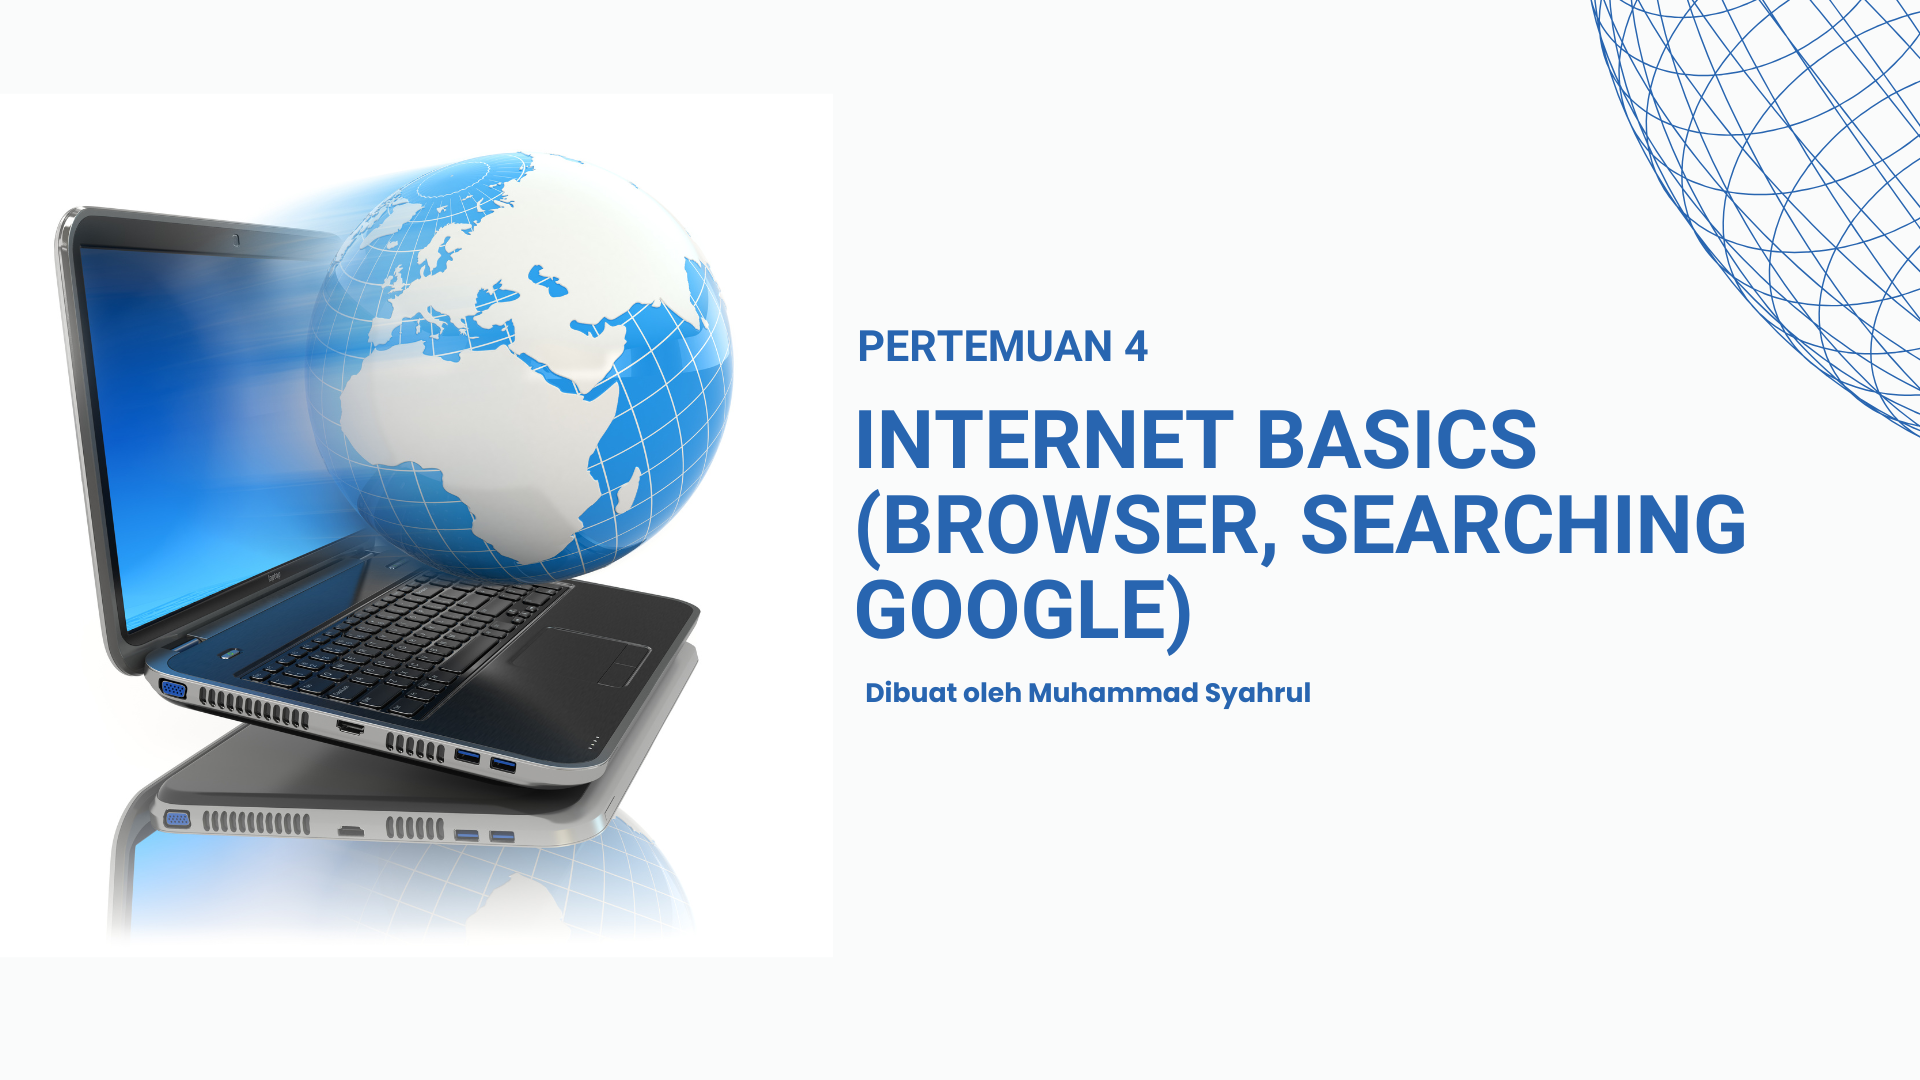 PERTEMUAN 4
INTERNET BASICS
(BROWSER, SEARCHING
GOOGLE)
Dibuat oleh Muhammad Syahrul